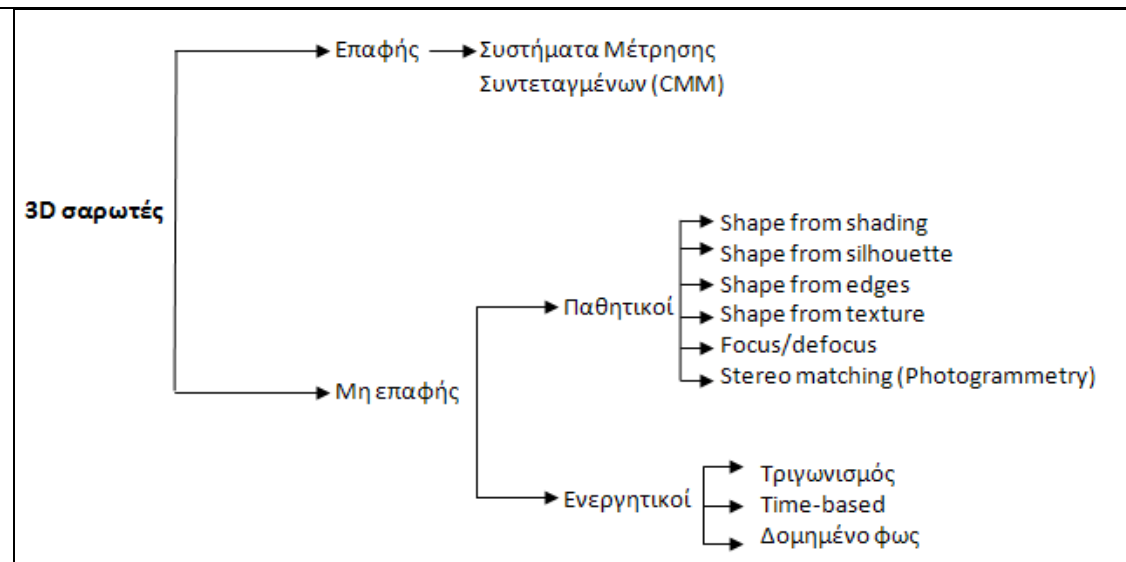 Επαφής
Συστήματα Μέτρησης
Συντεταγμένων (CMM)
3D σαρωτές
Shape from shading
Shape from silhouette
Shape from edges
Παθητικοί
Shape from texture
Focus/defocus
Stereo matching (Photogrammetry)
Μη επαφής
Τριγωνισμός
Ενεργητικοί
Time-based
Δομημένο φως